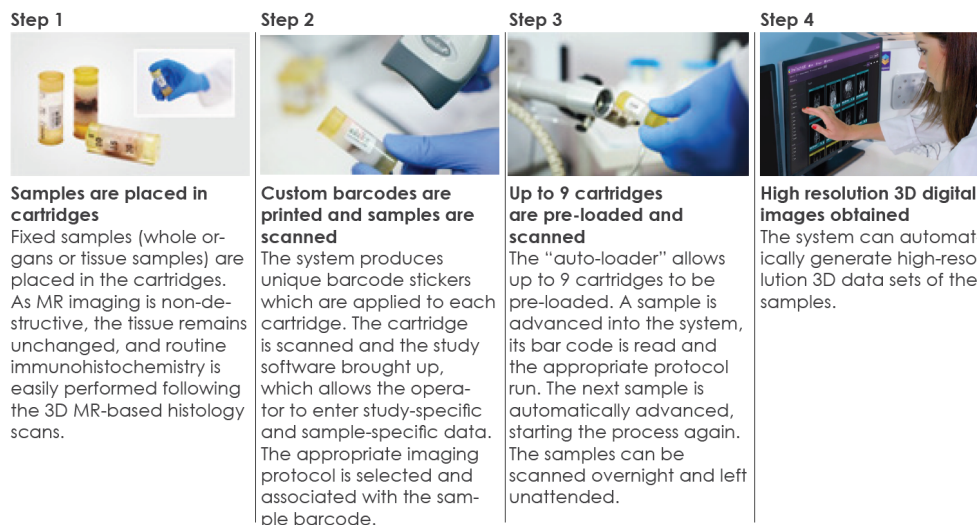 Step 1
Samples are placed in
cartridges
Fixed samples (whole or-
gans or tissue samples) are
placed in the cartridges.
As MR imaging is non-de-
structive, the tissue remains
unchanged, and routine
immunohistochemistry is
easily performed following
the 3D MR-based histology
scans.
Step 2
Custom barcodes are
printed and samples are
scanned
The system produces
unique barcode stickers
which are applied to each
cartridge. The cartridge
is scanned and the study
software brought up,
which allows the opera-
tor to enter study-specific
and sample-specific data.
The appropriate imaging
protocol is selected and
associated with the sam-
ple barcode.
Step 3
Up to 9 cartridges
are pre-loaded and
scanned
The “auto-loader” allows
up to 9 cartridges to be
pre-loaded. A sample is
advanced into the system,
its bar code is read and
the appropriate protocol
run. The next sample is
automatically advanced,
starting the process again.
The samples can be
scanned overnight and left
unattended.
Step 4
High resolution 3D digital
images obtained
The system can automat
ically generate high-reso
lution 3D data sets of the
samples.